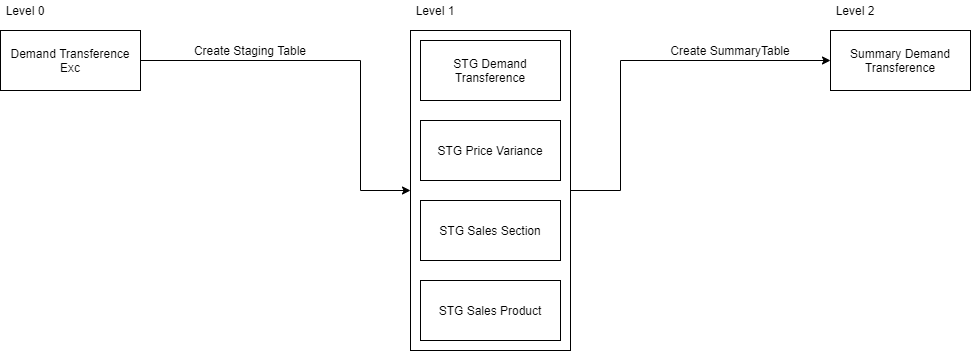 Level 0
Level 1
Level 2
Demand Transference
Exc
Create Staging Table
STG Demand
Transference
STG Price Variance
STG Sales Section
STG Sales Product
Create SummaryTable
Summary Demand
Transference